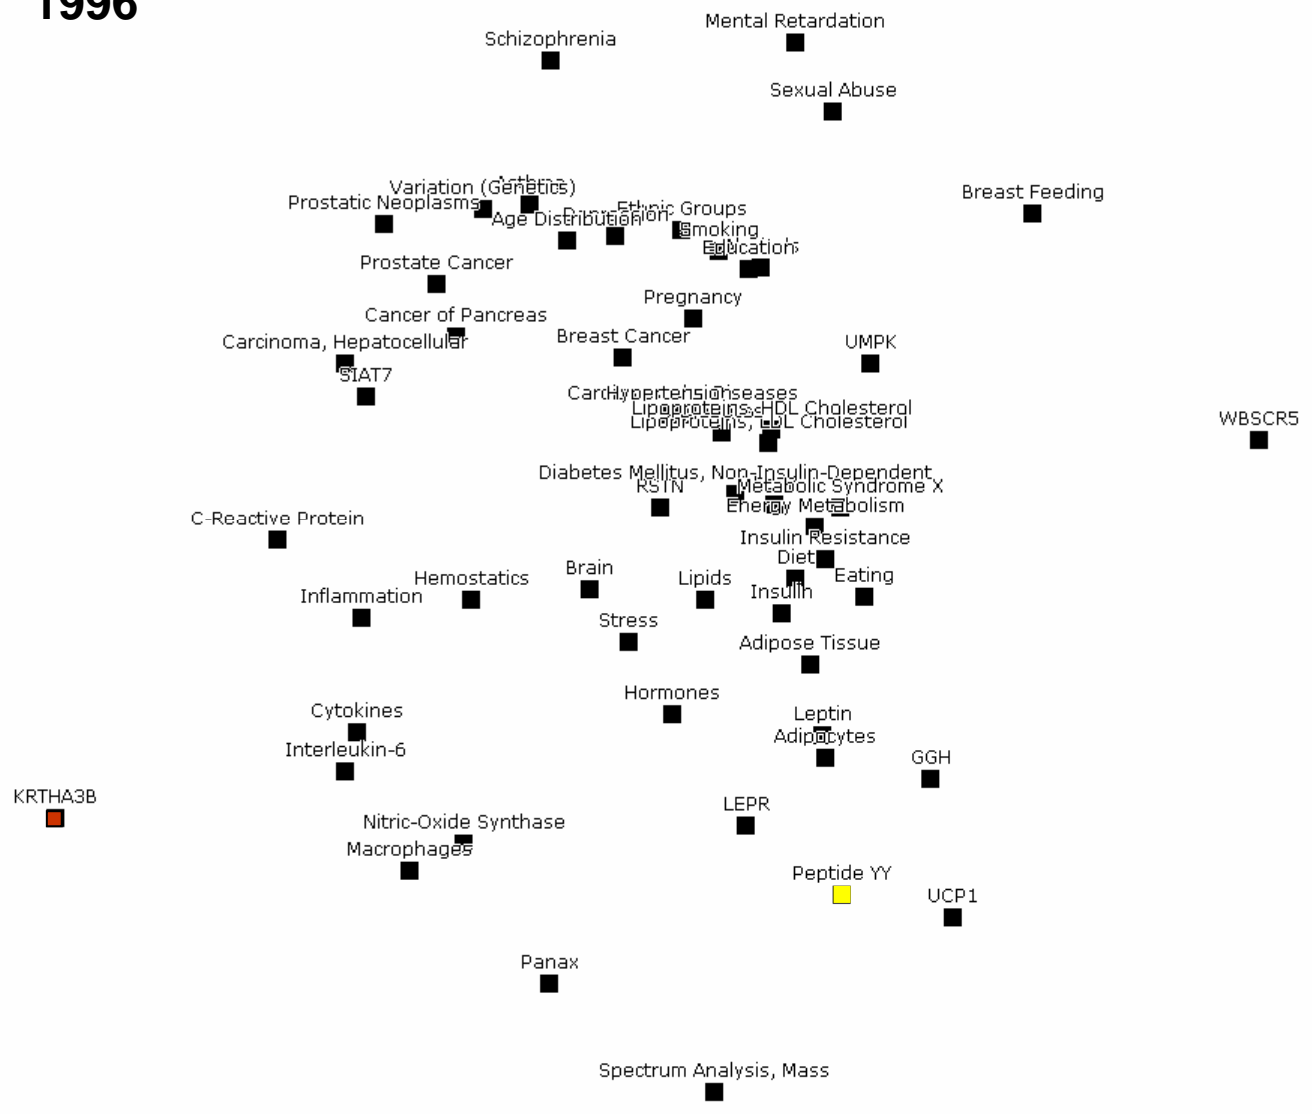 1996
Mental Retardation
Schizophrenia
Sexual Abuse
Variation (Genetics)
Breast Feeding
Prostatic Neoplasms
Ethnic Groups
Age Distribution
Smoking
Education
Prostate Cancer
Pregnancy
Cancer of Pancreas
Breast Cancer
Carcinoma, Hepatocellular
UMPK
SIAT7
Hypertension
Lipoproteins, HDL Cholesterol
WBSCR5
Lipoproteins, LDL Cholesterol
Diabetes Mellitus, Non-Insulin-Dependent
RSTN
Metabolic Syndrome X
Energy Metabolism
C-Reactive Protein
Insulin Resistance
Diet
Brain
Eating
Hemostatics
Lipids
Insulin
Inflammation
Stress
Adipose Tissue
Hormones
Cytokines
Leptin
Adipocytes
Interleukin-6
GGH
KRTHA3B
LEPR
Nitric-Oxide Synthase
Macrophages
Peptide YY
UCP1
Panax
Spectrum Analysis, Mass